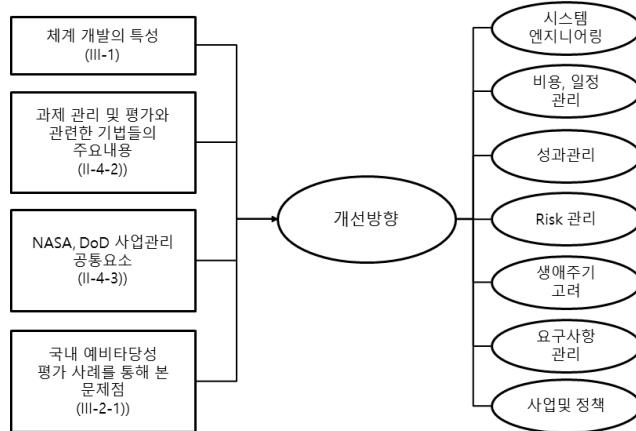 체계 개발의 특성
(III-1)
과제 관리 및 평가와
관련한 기법들의
주요내용
(II-4-2))
NASA, DoD 사업관리
공통요소
(II-4-3))
국내 예비타당성
평가 사례를 통해 본
문제점
(III-2-1))
개선방향
시스템
엔지니어링
비용, 일정
관리
성과관리
Risk 관리
생애주기
고려
요구사항
관리
사업및 정책